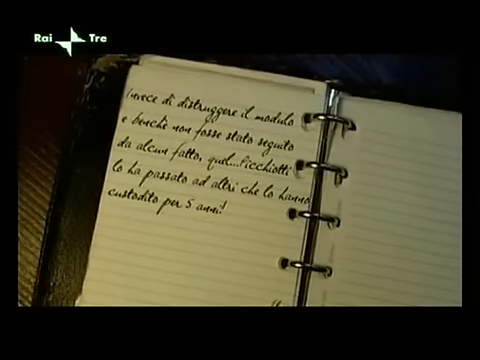 Rai Tre
Invece di distruggere il modulo
e benchè non fosse stato seguito
da alcun fatto, quel...Picchiotti
lo ha passato ad altri che lo hanno
custodito per 5 anni!